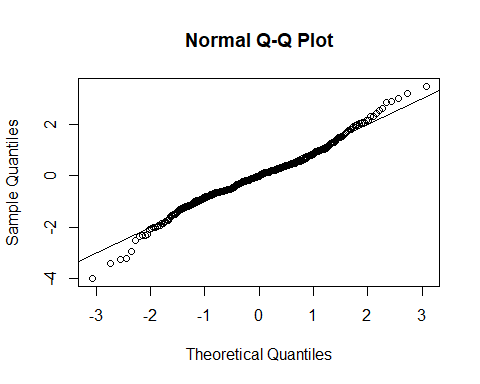 Normal Q-Q Plot
Sample Quantiles
2
0
-2
-4
-3 -2 -1 0 1 2 3
Theoretical Quantiles